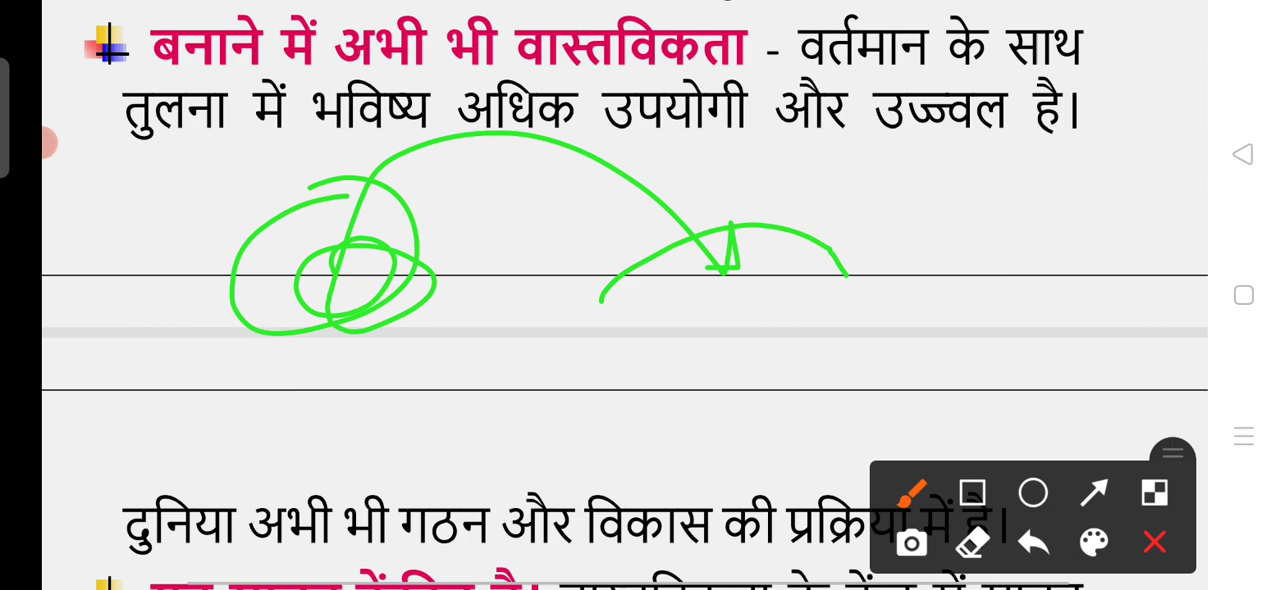 बनाने में अभी भी वास्तविकता - वर्तमान के साथ
तुलना में भविष्य अधिक उपयोगी और उज्ज्वल है।
दुनिया अभी भी गठन और विकास की प्रक्रिया में है।